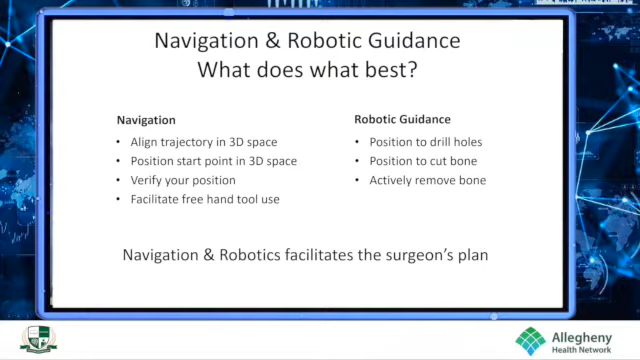 Navigation & Robotic Guidance
What does what best?
Navigation
• Align trajectory in 3D space
• Position start point in 3D space
• Verify your position
• Facilitate free hand tool use
Robotic Guidance
• Position to drill holes
• Position to cut bone
• Actively remove bone
Navigation & Robotics facilitates the surgeon's plan
Allegheny
Health Network